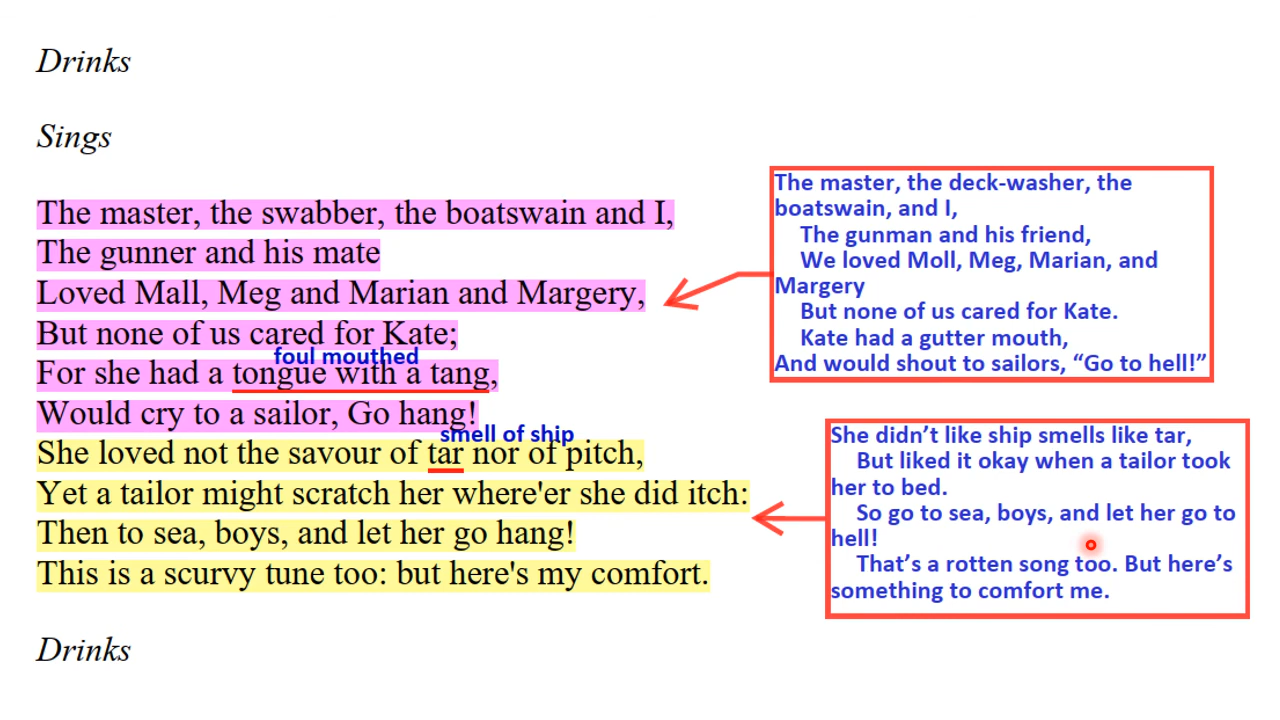 Drinks
Sings
The master, the swabber, the boatswain and I,
The gunner and his mate
Loved Mall, Meg and Marian and Margery,
But none of us cared for Kate;
foul mouthed
For she had a tongue with a tang,
Would cry to a sailor, Go hang!
smell of ship
She loved not the savour of tar nor of pitch,
Yet a tailor might scratch her where'er she did itch:
Then to sea, boys, and let her go hang!
This is a scurvy tune too: but here's my comfort.
Drinks
The master, the deck-washer, the
boatswain, and I,
The gunman and his friend,
We loved Moll, Meg, Marian, and
Margery
But none of us cared for Kate.
Kate had a gutter mouth,
And would shout to sailors, “Go to hell!”
She didn’t like ship smells like tar,
But liked it okay when a tailor took
her to bed.
So go to sea, boys, and let her go to
hell!
That’s a rotten song too. But here’s
something to comfort me.